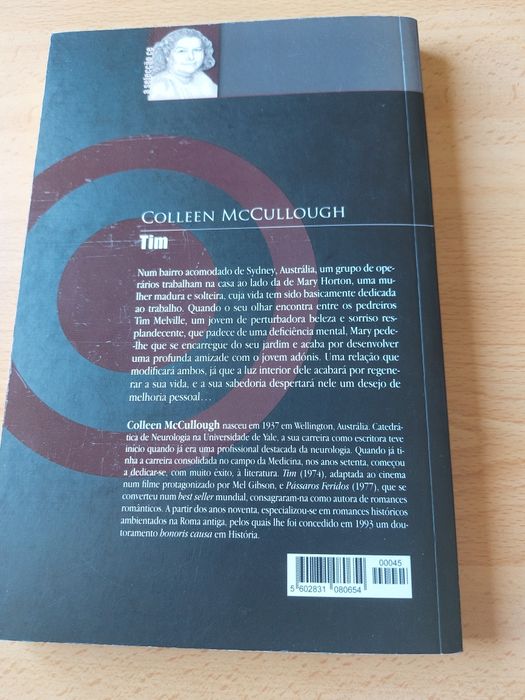 a selecção ce
COLLEEN MCCULLOUGH
Tim
Num bairro acomodado de Sydney, Austrália, um grupo de ope-
rários trabalham na casa ao lado da de Mary Horton, uma mu-
lher madura e solteira, cuja vida tem sido basicamente dedicada
ao trabalho. Quando o seu olhar encontra entre os pedreiros
Tim Melville, um jovem de perturbadora beleza e sorriso res-
plandecente, que padece de uma deficiência mental, Mary pede-
-lhe que se encarregue do seu jardim e acaba por desenvolver
uma profunda amizade com o jovem adónis. Uma relação que
modificará ambos, já que a luz interior dele acabará por regene-
rar a sua vida, e a sua sabedoria despertará nele um desejo de
melhoria pessoal…
Colleen McCullough nasceu em 1937 em Wellington, Austrália. Catedrá-
tica de Neurologia na Universidade de Yale, a sua carreira como escritora teve
início quando já era uma profissional destacada da neurologia. Quando já ti-
nha a carreira consolidada no campo da Medicina, nos anos setenta, começou
a dedicar-se, com muito êxito, à literatura. Tim (1974), adaptado ao cinema
num filme protagonizado por Mel Gibson, e Pássaros Feridos (1977), que se
converteu num best seller mundial, consagraram-na como autora de romances
românticos. A partir dos anos noventa, especializou-se em romances históricos
ambientados na Roma antiga, pelos quais lhe foi concedido em 1993 um dou-
toramento honoris causa em História.
00045
5 602831 080654